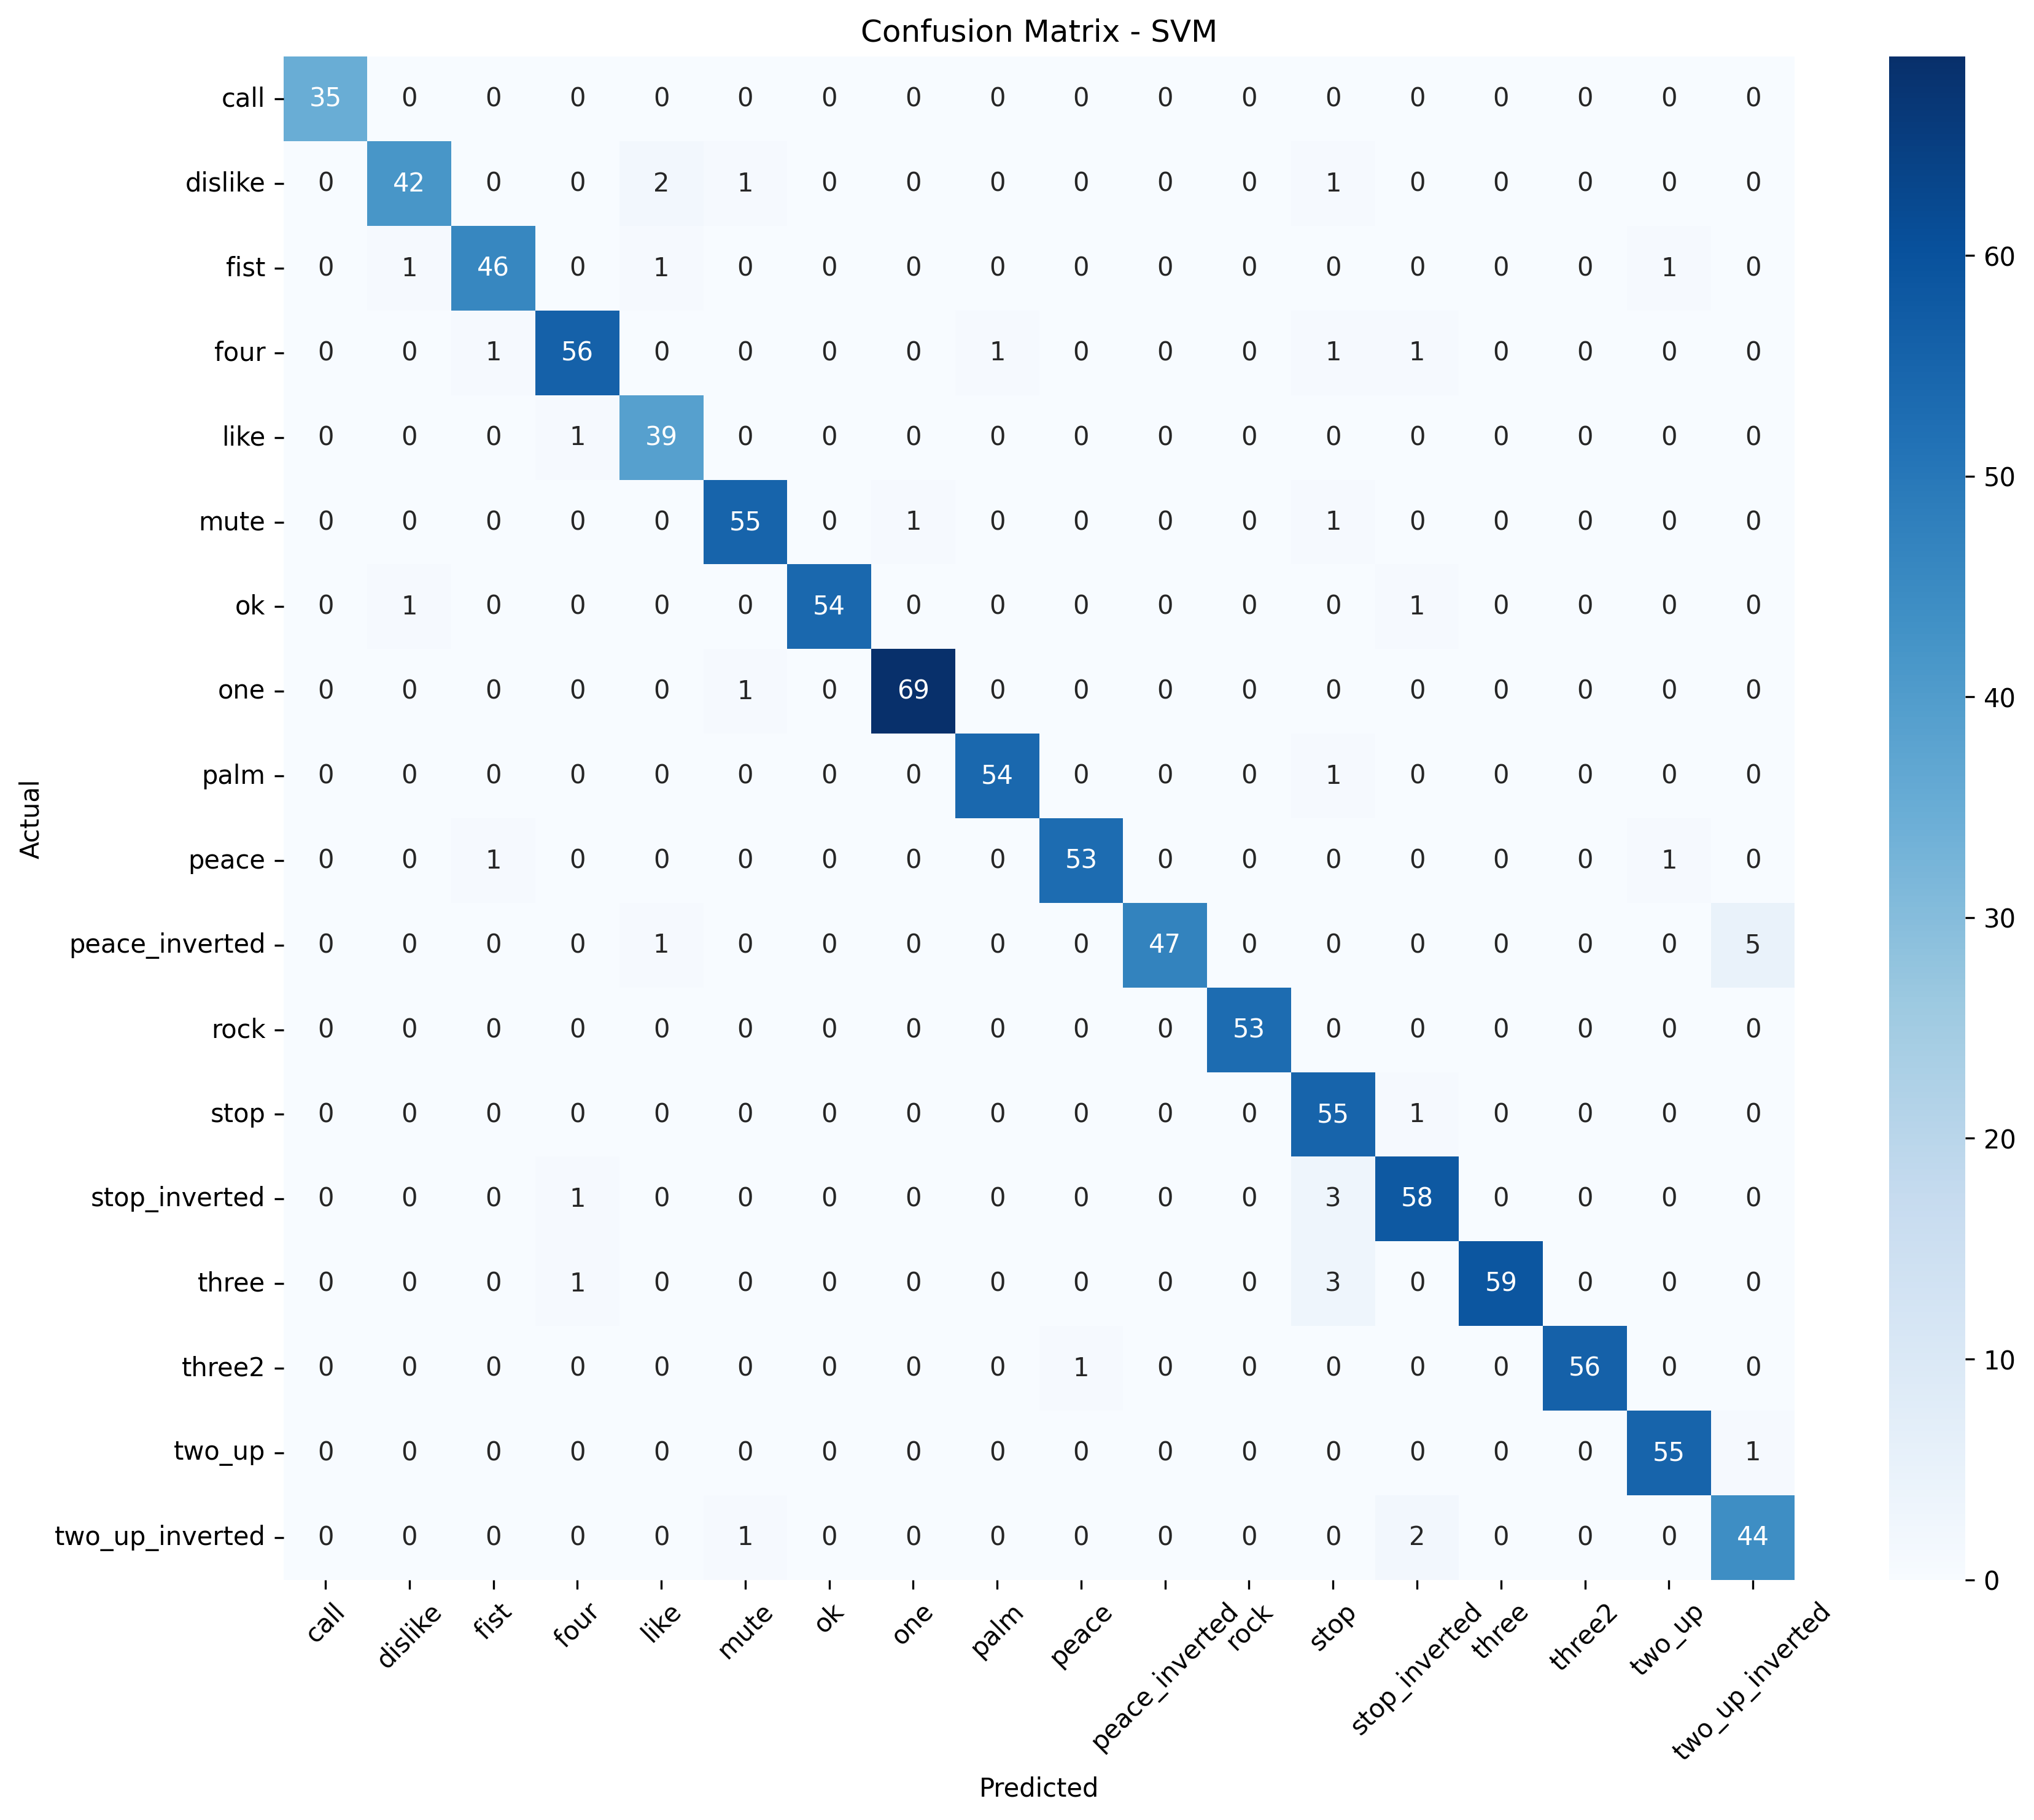 Confusion Matrix - SVM
call 35 0 0 0 0 0 0 0 0 0 0 0 0 0 0 0 0 0
dislike 0 42 0 0 2 1 0 0 0 0 0 0 1 0 0 0 0 0
fist 0 1 46 0 1 0 0 0 0 0 0 0 0 0 0 0 1 0
four 0 0 1 56 0 0 0 0 1 0 0 0 1 1 0 0 0 0
like 0 0 0 1 39 0 0 0 0 0 0 0 0 0 0 0 0 0
mute 0 0 0 0 0 55 0 1 0 0 0 0 1 0 0 0 0 0
ok 0 1 0 0 0 0 54 0 0 0 0 0 0 1 0 0 0 0
one 0 0 0 0 0 1 0 69 0 0 0 0 0 0 0 0 0 0
palm 0 0 0 0 0 0 0 0 54 0 0 0 1 0 0 0 0 0
peace 0 0 1 0 0 0 0 0 0 53 0 0 0 0 0 0 1 0
peace_inverted 0 0 0 0 1 0 0 0 0 0 47 0 0 0 0 0 0 5
rock 0 0 0 0 0 0 0 0 0 0 0 53 0 0 0 0 0 0
stop 0 0 0 0 0 0 0 0 0 0 0 0 55 1 0 0 0 0
stop_inverted 0 0 0 1 0 0 0 0 0 0 0 0 3 58 0 0 0 0
three 0 0 0 1 0 0 0 0 0 0 0 0 3 0 59 0 0 0
three2 0 0 0 0 0 0 0 0 0 1 0 0 0 0 0 56 0 0
two_up 0 0 0 0 0 0 0 0 0 0 0 0 0 0 0 0 55 1
two_up_inverted 0 0 0 0 0 1 0 0 0 0 0 0 0 2 0 0 0 44
call dislike fist four like mute ok one palm peace peace_inverted rock stop stop_inverted three three2 two_up two_up_inverted
Predicted
Actual
60
50
40
30
20
10
0